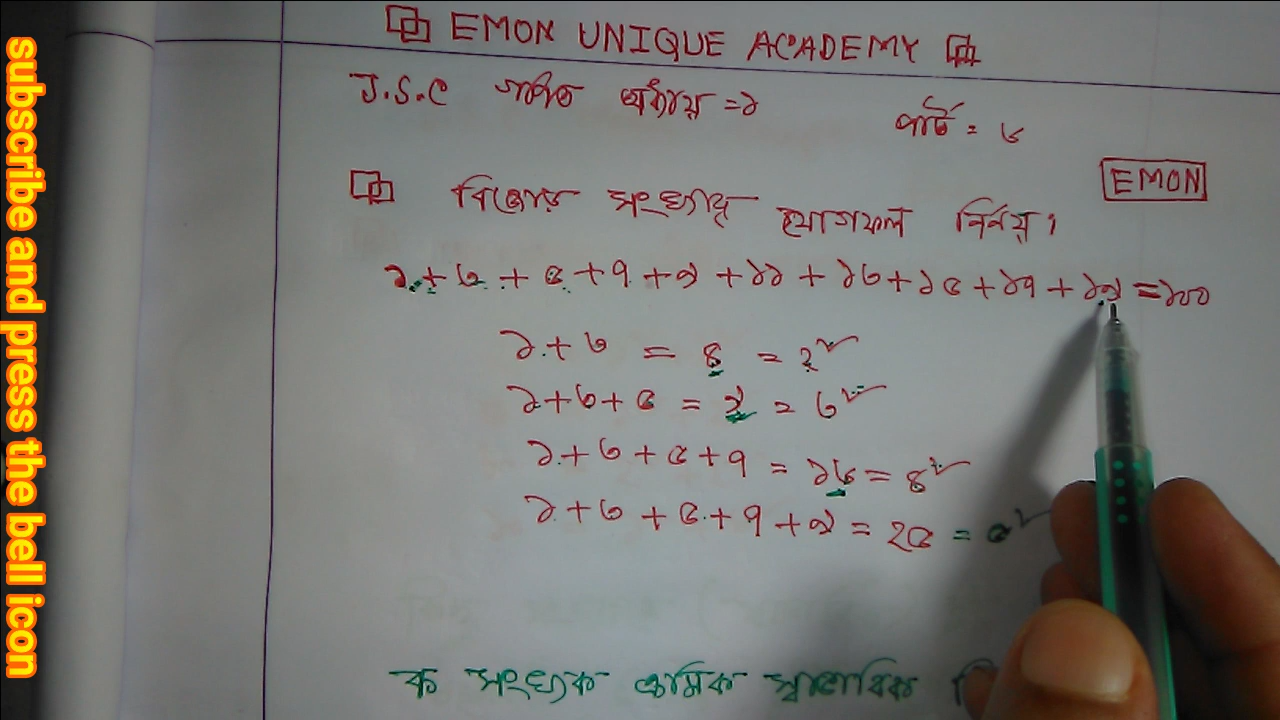 EMON UNIQUE ACADEMY
J.S.C গণিত অধ্যায় =১
পার্ট = ৬
EMON
বিজোড় সংখ্যার যোগফল নির্নয়।
১+৩+৫+৭+৯+১১+১৩+১৫+১৭+১৯=১০০
১+৩ = ৪ = ২²
১+৩+৫ = ৯ = ৩²
১+৩+৫+৭ = ১৬ = ৪²
১+৩+৫+৭+৯ = ২৫ = ৫²
ক সংখ্যক ক্রমিক স্বাভাবিক
subscribe and press the bell icon